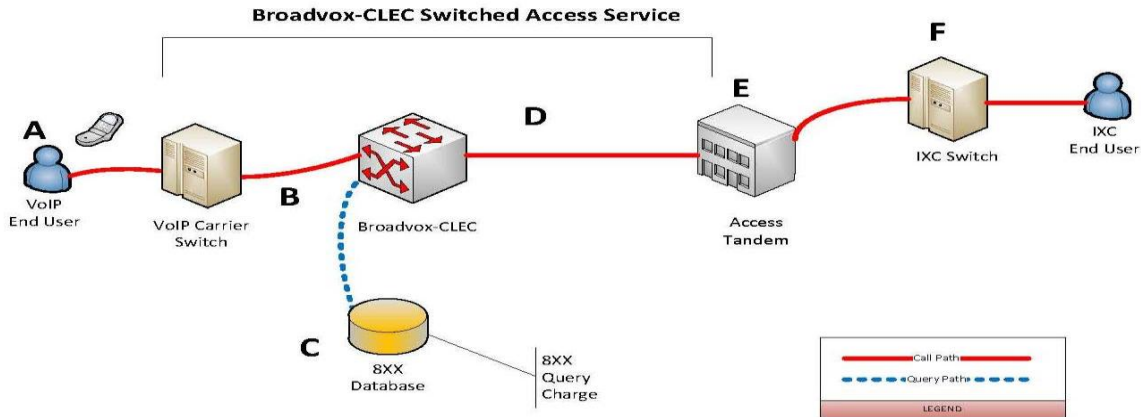 Broadvox-CLEC Switched Access Service
A
VoIP
End User
VoIP Carrier
Switch
B
Broadvox-CLEC
D
E
Access
Tandem
F
IXC Switch
IXC
End User
C
8XX
Database
8XX
Query
Charge
Call Path
Query Path
LEGEND